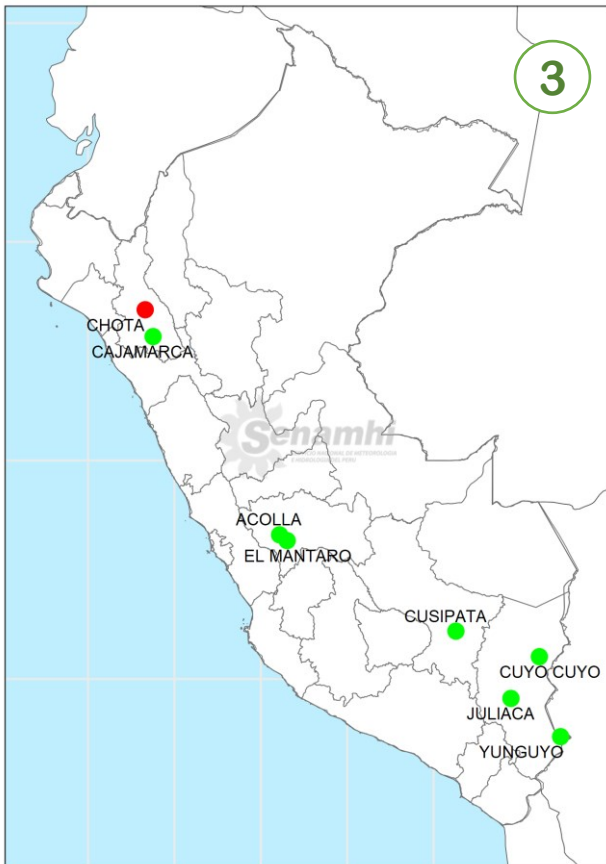 3
CHOTA
CAJAMARCA
Senamhi
ACOLLA
EL MANTARO
CUSIPATA
CUYO CUYO
JULIACA
YUNGUYO